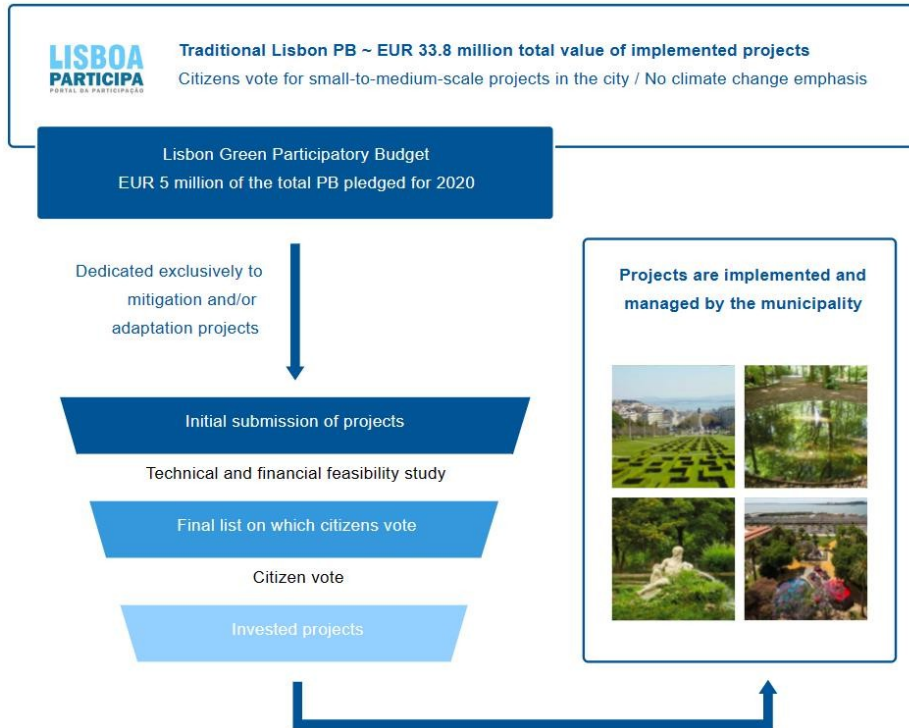 LISBOA
PARTICIPA
PORTAL DA PARTICIPAÇÃO
Traditional Lisbon PB ~ EUR 33.8 million total value of implemented projects
Citizens vote for small-to-medium-scale projects in the city / No climate change emphasis
Lisbon Green Participatory Budget
EUR 5 million of the total PB pledged for 2020
Dedicated exclusively to
mitigation and/or
adaptation projects
Initial submission of projects
Technical and financial feasibility study
Final list on which citizens vote
Citizen vote
Invested projects
Projects are implemented and
managed by the municipality